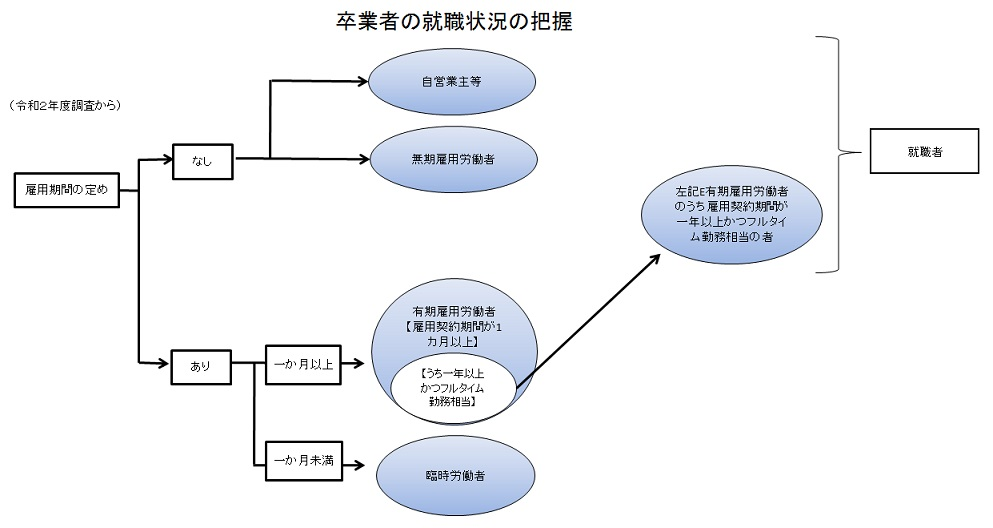 卒業者の就職状況の把握
（令和2年度調査から）
雇用期間の定め
なし
自営業主等
無期雇用労働者
就職者
左記E有期雇用労働者
のうち雇用契約期間が
一年以上かつフルタイ
ム勤務相当の者
あり
一か月以上
有期雇用労働者
【雇用契約期間が1
カ月以上】
【うち一年以上
かつフルタイム
勤務相当】
一か月未満
臨時労働者